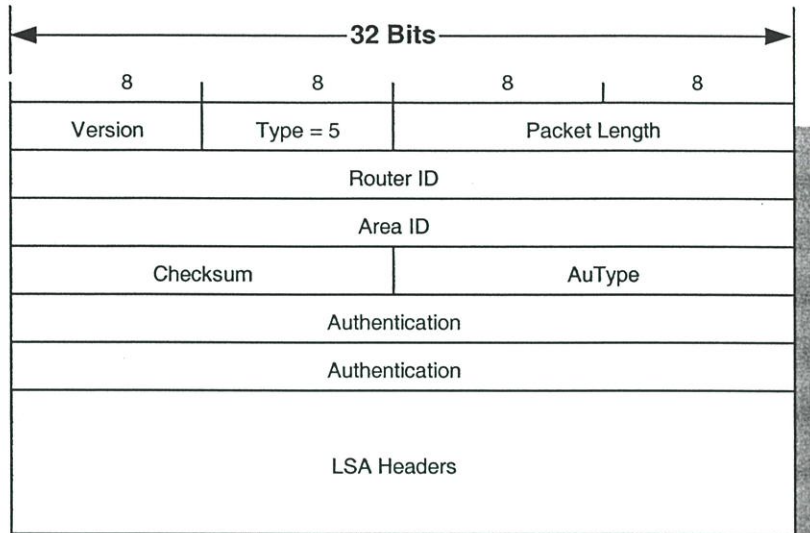 32 Bits
8 8 8 8
Version Type = 5 Packet Length
Router ID
Area ID
Checksum AuType
Authentication
Authentication
LSA Headers